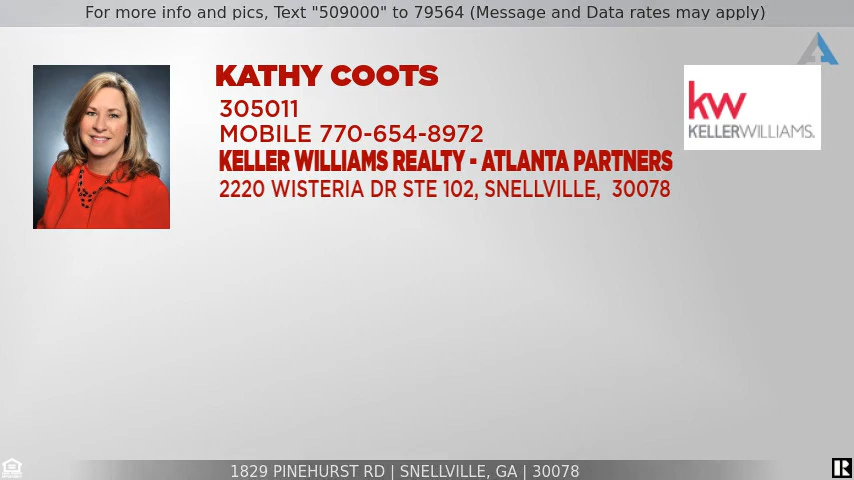 For more info and pics, Text "509000" to 79564 (Message and Data rates may apply)
KATHY COOTS
305011
MOBILE 770-654-8972
KELLER WILLIAMS REALTY - ATLANTA PARTNERS
2220 WISTERIA DR STE 102, SNELLVILLE, 30078
kw
KELLERWILLIAMS.
1829 PINEHURST RD | SNELLVILLE, GA | 30078